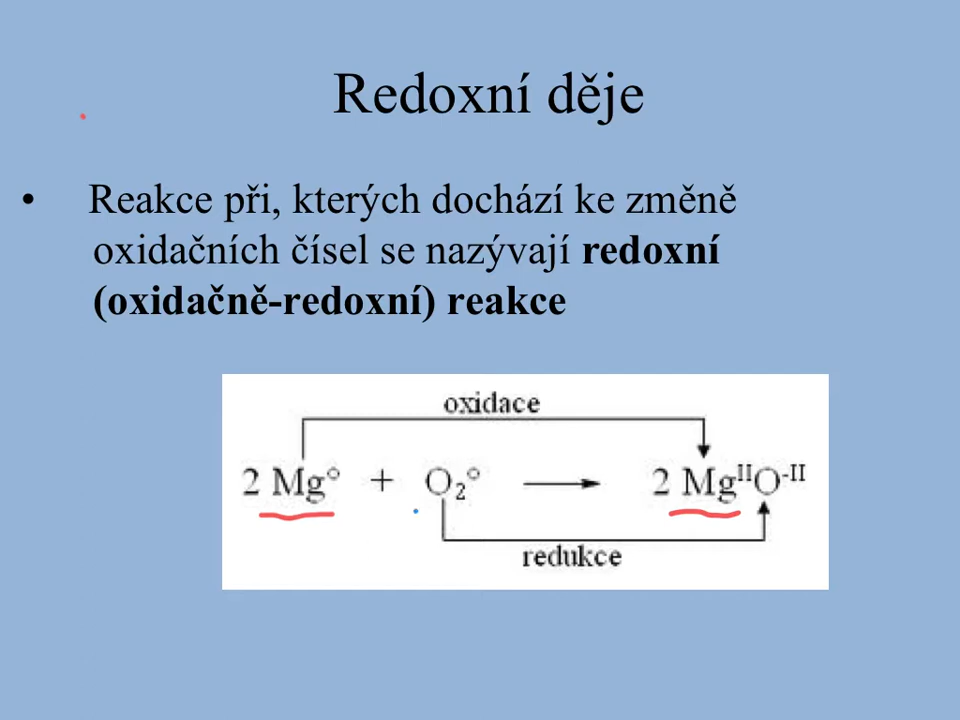 Redoxní děje
• Reakce při, kterých dochází ke změně
oxidačních čísel se nazývají redoxní
(oxidačně-redoxní) reakce
oxidace
2 Mg° + O₂° → 2 MgᴵᴵO⁻ᴵᴵ
redukce